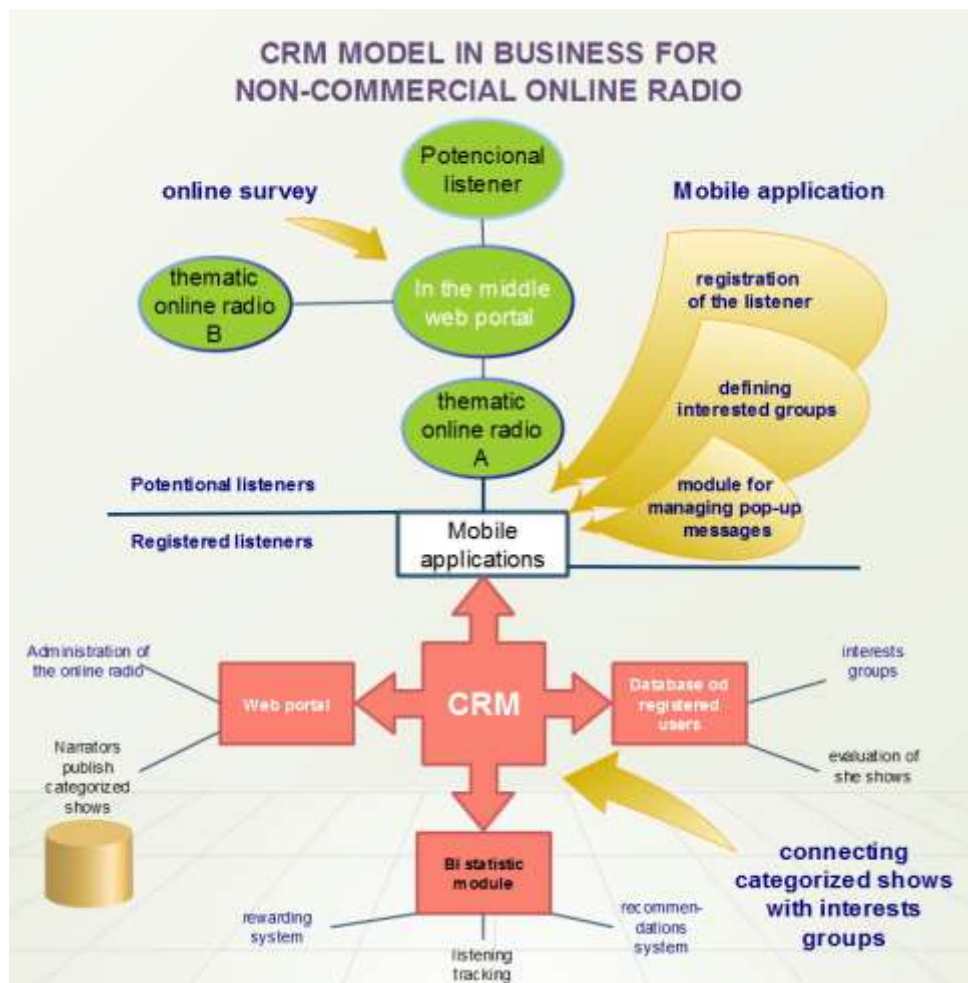 CRM MODEL IN BUSINESS FOR
NON-COMMERCIAL ONLINE RADIO
Potencional
listener
online survey
Mobile application
thematic
online radio
B
In the middle
web portal
registration
of the listener
defining
interested groups
thematic
online radio
A
module for
managing pop-up
messages
Potentional listeners
Registered listeners
Mobile
applications
Administration of
the online radio
Web portal
CRM
Database od
registered
users
interests
groups
Narrators
publish
categorized
shows
evaluation of
she shows
BI statistic
module
connecting
categorized shows
with interests
groups
rewarding
system
listening
tracking
recommen-
dations
system